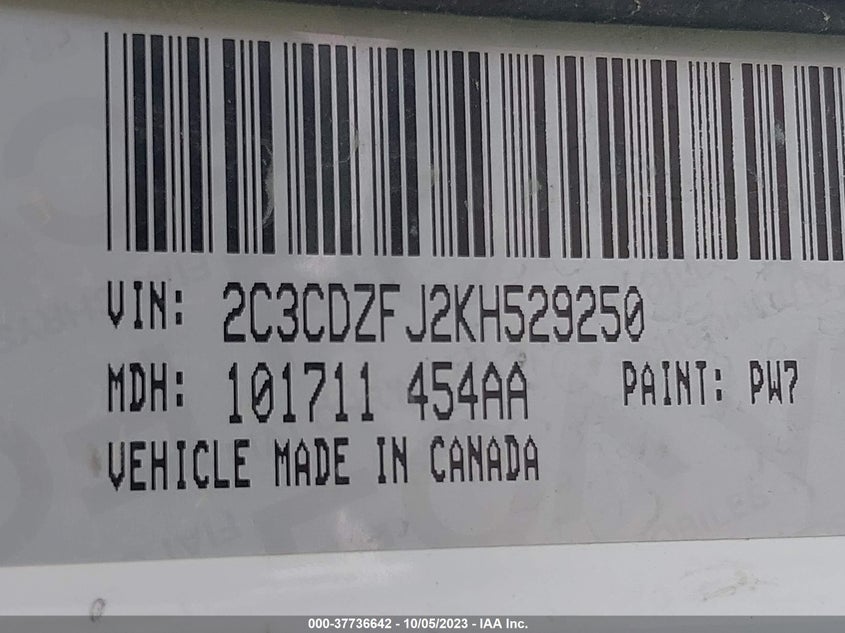 VIN: 2C3CDZFJ2KH529250
MDH: 101711 454AA PAINT: PW7
VEHICLE MADE IN CANADA
000-37736642 - 10/05/2023 - IAA Inc.